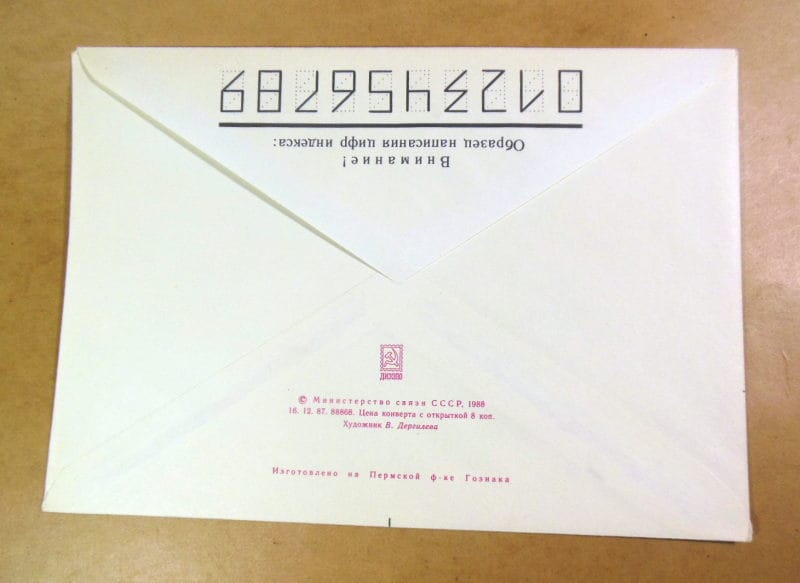 Внимание!
Образец написания цифр индекса:
0123456789
ДИЭЗПО
© Министерство связи СССР, 1988
16. 12. 87. 88868. Цена конверта с открыткой 8 коп.
Художник В. Дергилева
Изготовлено на Пермской ф-ке Гознака